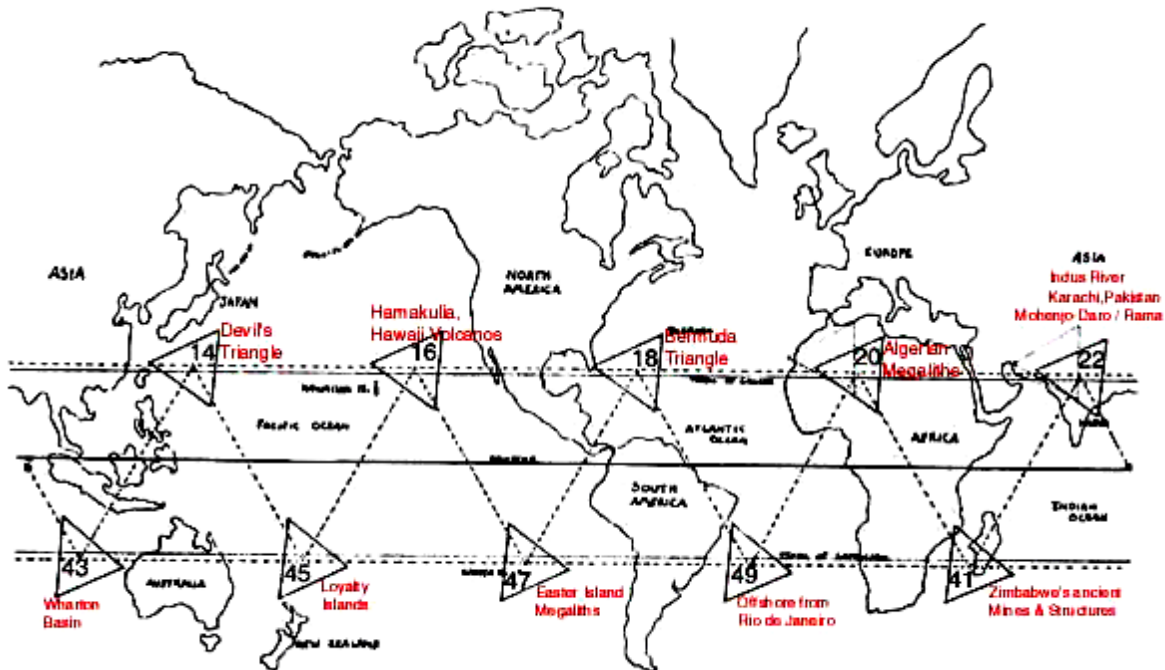 ASIA
JAPAN
Devil's
Triangle
14
Hamakulia,
Hawaii Volcanos
16
NORTH
AMERICA
Bermuda
Triangle
18
EUROPE
Algerian
Megaliths
20
ASIA
Indus River
Karachi,Pakistan
Mohenjo-Daro / Rama
22
INDIA
PACIFIC OCEAN
ATLANTIC
OCEAN
AFRICA
SOUTH
AMERICA
INDIAN
OCEAN
43
Wharton
Basin
AUSTRALIA
45
Loyalty
Islands
NEW ZEALAND
47
Easter Island
Megaliths
49
Offshore from
Rio de Janeiro
41
Zimbabwe's ancient
Mines & Structures